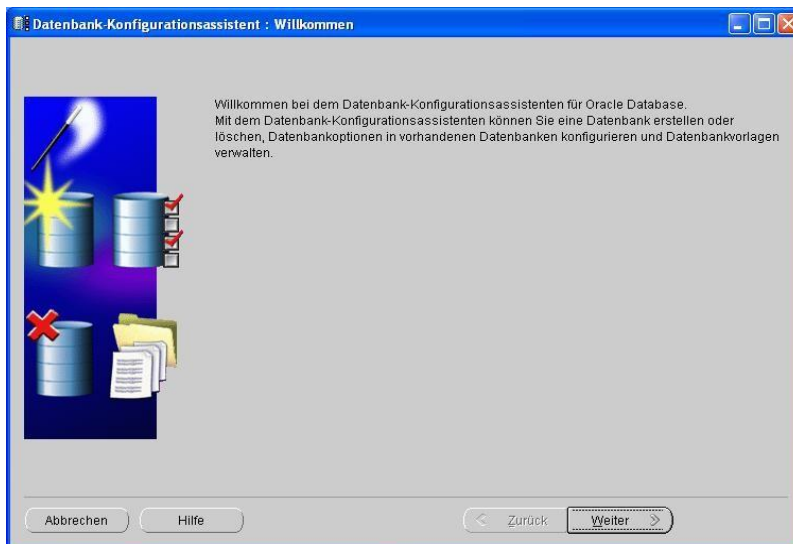 Datenbank-Konfigurationsassistent : Willkommen
Willkommen bei dem Datenbank-Konfigurationsassistenten für Oracle Database.
Mit dem Datenbank-Konfigurationsassistenten können Sie eine Datenbank erstellen oder
löschen, Datenbankoptionen in vorhandenen Datenbanken konfigurieren und Datenbankvorlagen
verwalten.
Abbrechen
Hilfe
Zurück
Weiter